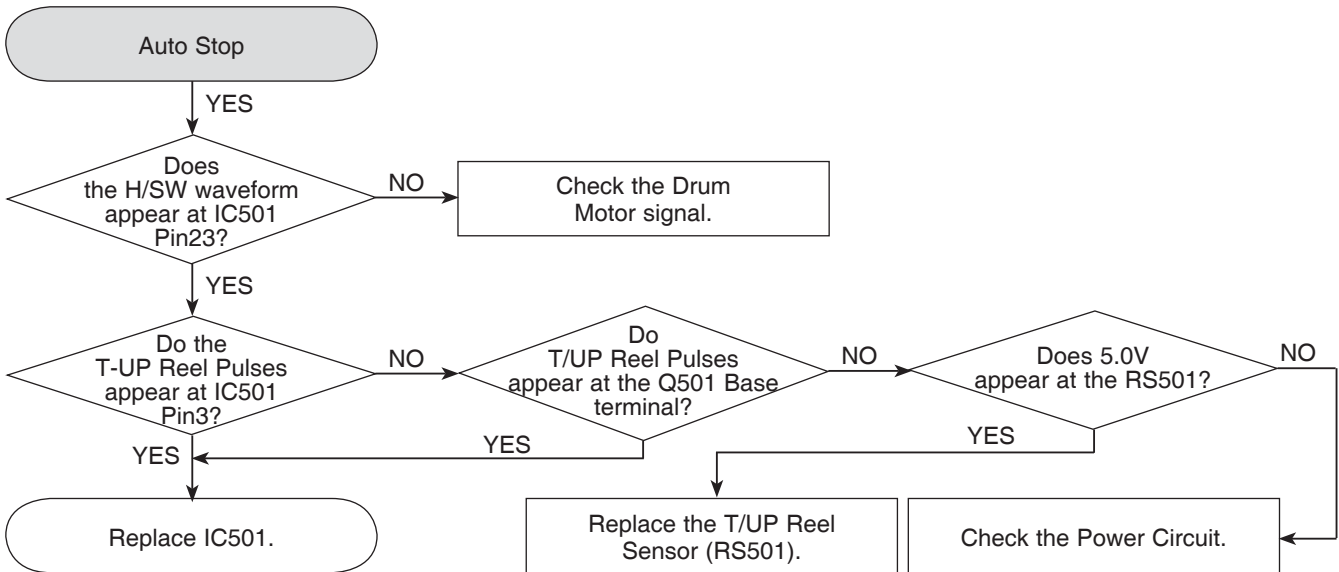 Auto Stop
YES
Does
the H/SW waveform
appear at IC501
Pin23?
NO
Check the Drum
Motor signal.
YES
Do the
T-UP Reel Pulses
appear at IC501
Pin3?
NO
Do
T/UP Reel Pulses
appear at the Q501 Base
terminal?
NO
Does 5.0V
appear at the RS501?
NO
YES
YES
YES
Replace IC501.
Replace the T/UP Reel
Sensor (RS501).
Check the Power Circuit.